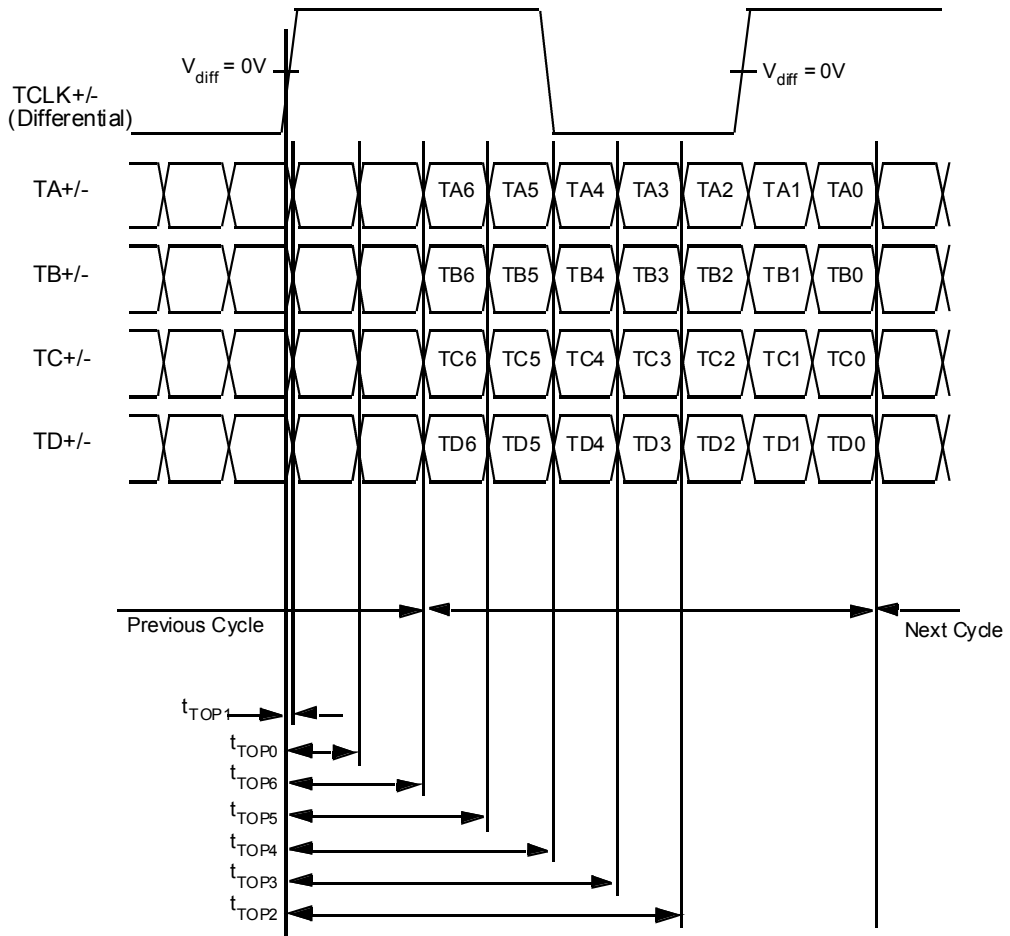 V_diff = 0V
V_diff = 0V
TCLK+/-
(Differential)
TA+/- TA6 TA5 TA4 TA3 TA2 TA1 TA0
TB+/- TB6 TB5 TB4 TB3 TB2 TB1 TB0
TC+/- TC6 TC5 TC4 TC3 TC2 TC1 TC0
TD+/- TD6 TD5 TD4 TD3 TD2 TD1 TD0
Previous Cycle
Next Cycle
t_TOP1
t_TOP0
t_TOP6
t_TOP5
t_TOP4
t_TOP3
t_TOP2